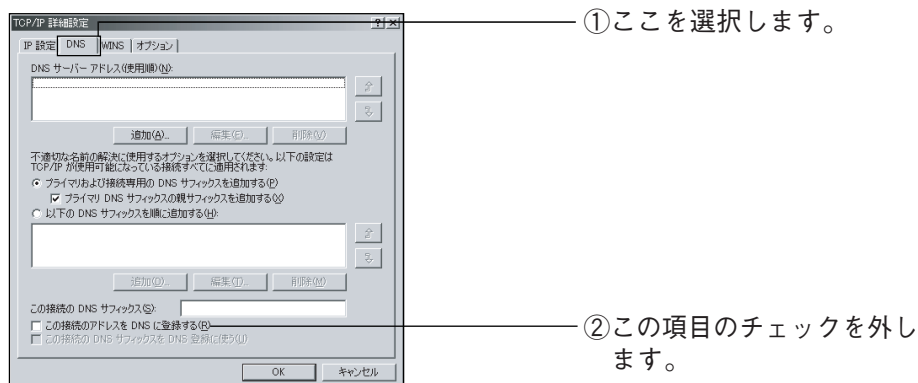 TCP/IP 詳細設定
①ここを選択します。
IP 設定 DNS WINS オプション
DNS サーバー アドレス(使用順)(N):
追加(A)... 編集(E)... 削除(V)
不適切な名前の解決に使用するオプションを選択してください。以下の設定は
TCP/IP が使用可能になっている接続すべてに適用されます:
プライマリおよび接続専用の DNS サフィックスを追加する(P)
プライマリ DNS サフィックスの親サフィックスを追加する(X)
以下の DNS サフィックスを順に追加する(H):
追加(D)... 編集(T)... 削除(M)
この接続の DNS サフィックス(S):
この接続のアドレスを DNS に登録する(R)
この接続の DNS サフィックスを DNS 登録に使う(U)
②この項目のチェックを外し
ます。
OK キャンセル